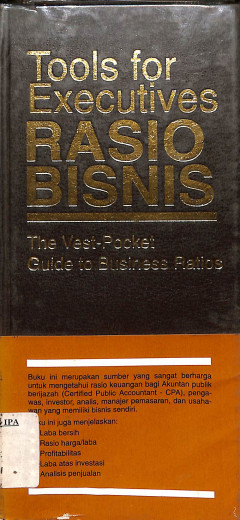 Tools for
Executives
RASIO
BISNIS
The Vest-Pocket
Guide to Business Ratios
Buku ini merupakan sumber yang sangat berharga
untuk mengetahui rasio keuangan bagi Akuntan publik
berijazah (Certified Public Accountant - CPA), penga-
was, investor, analis, manajer pemasaran, dan usaha-
wan yang memiliki bisnis sendiri.
ku ini juga menjelaskan:
Laba bersih
Rasio harga/laba
Profitabilitas
Laba atas investasi
Analisis penjualan
IPA